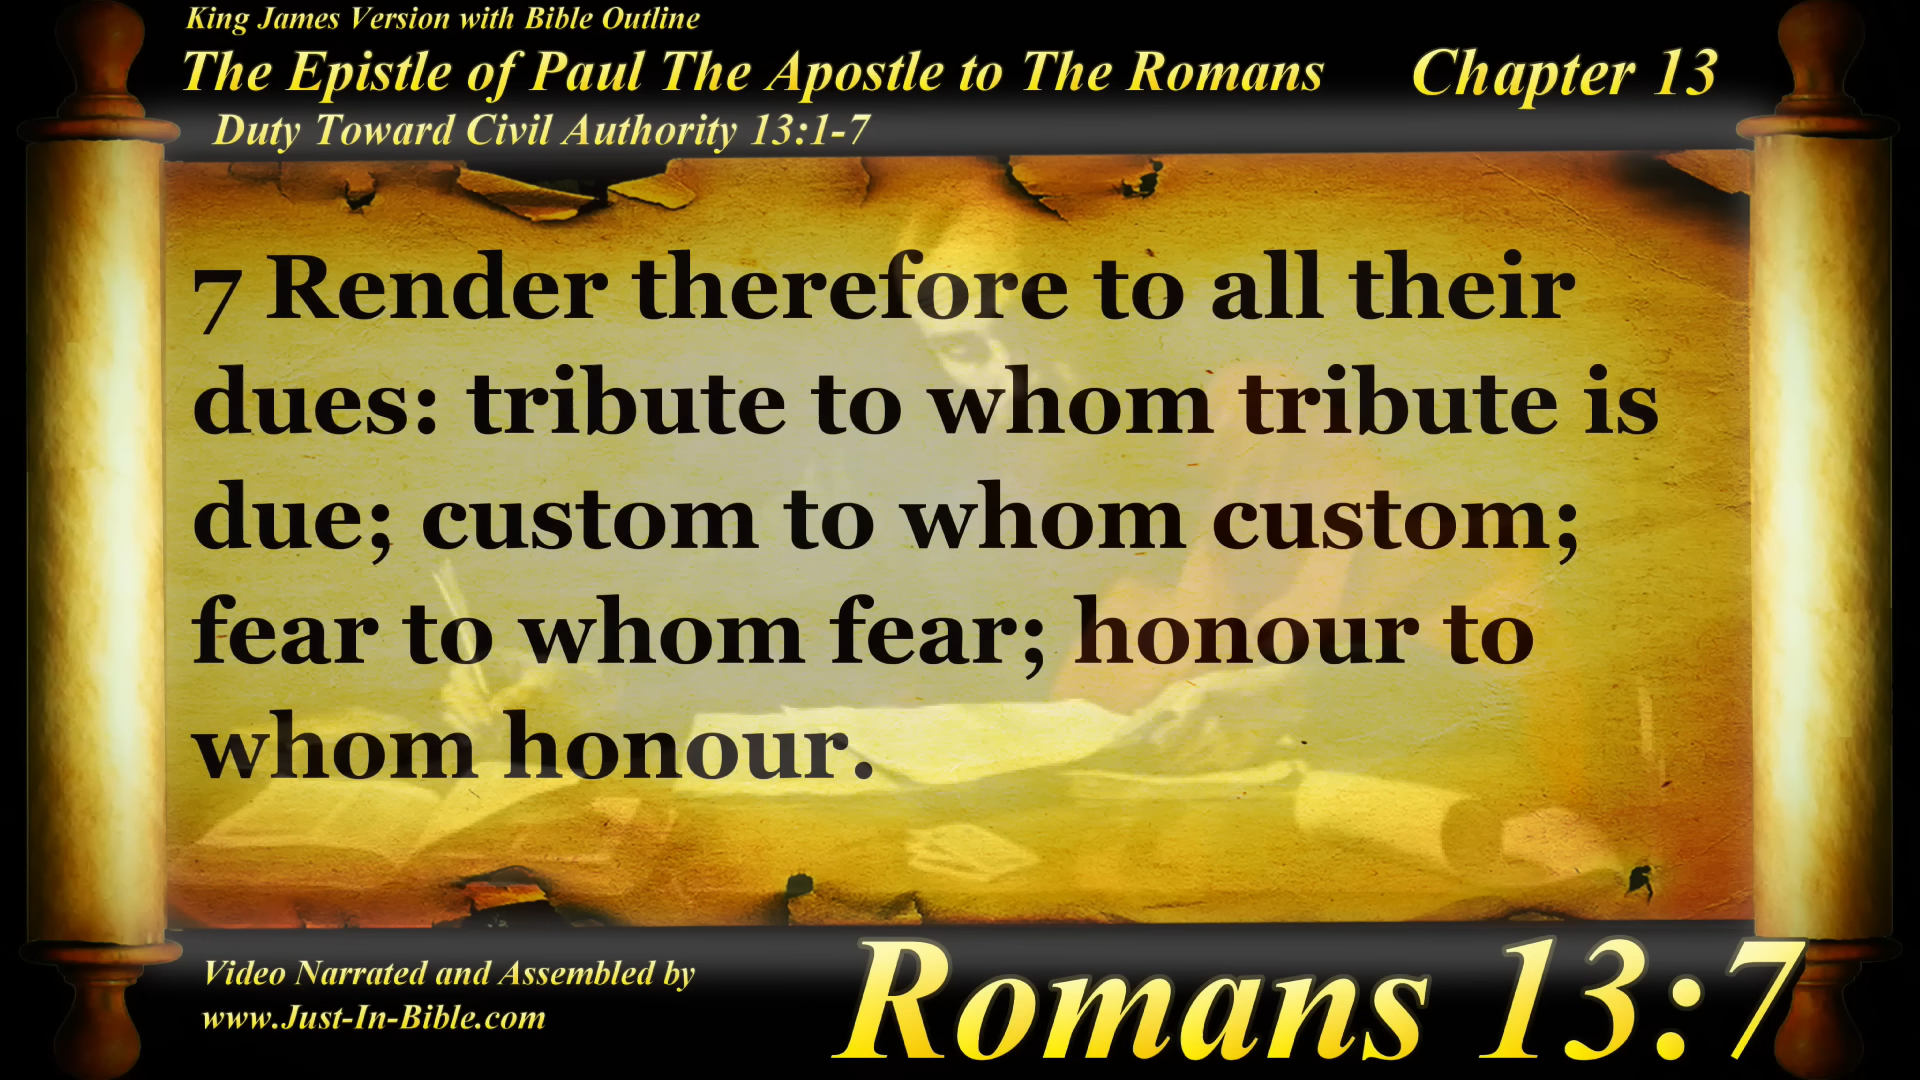 King James Version with Bible Outline
The Epistle of Paul The Apostle to The Romans Chapter 13
Duty Toward Civil Authority 13:1-7
7 Render therefore to all their
dues: tribute to whom tribute is
due; custom to whom custom;
fear to whom fear; honour to
whom honour.
Video Narrated and Assembled by
www.Just-In-Bible.com
Romans 13:7